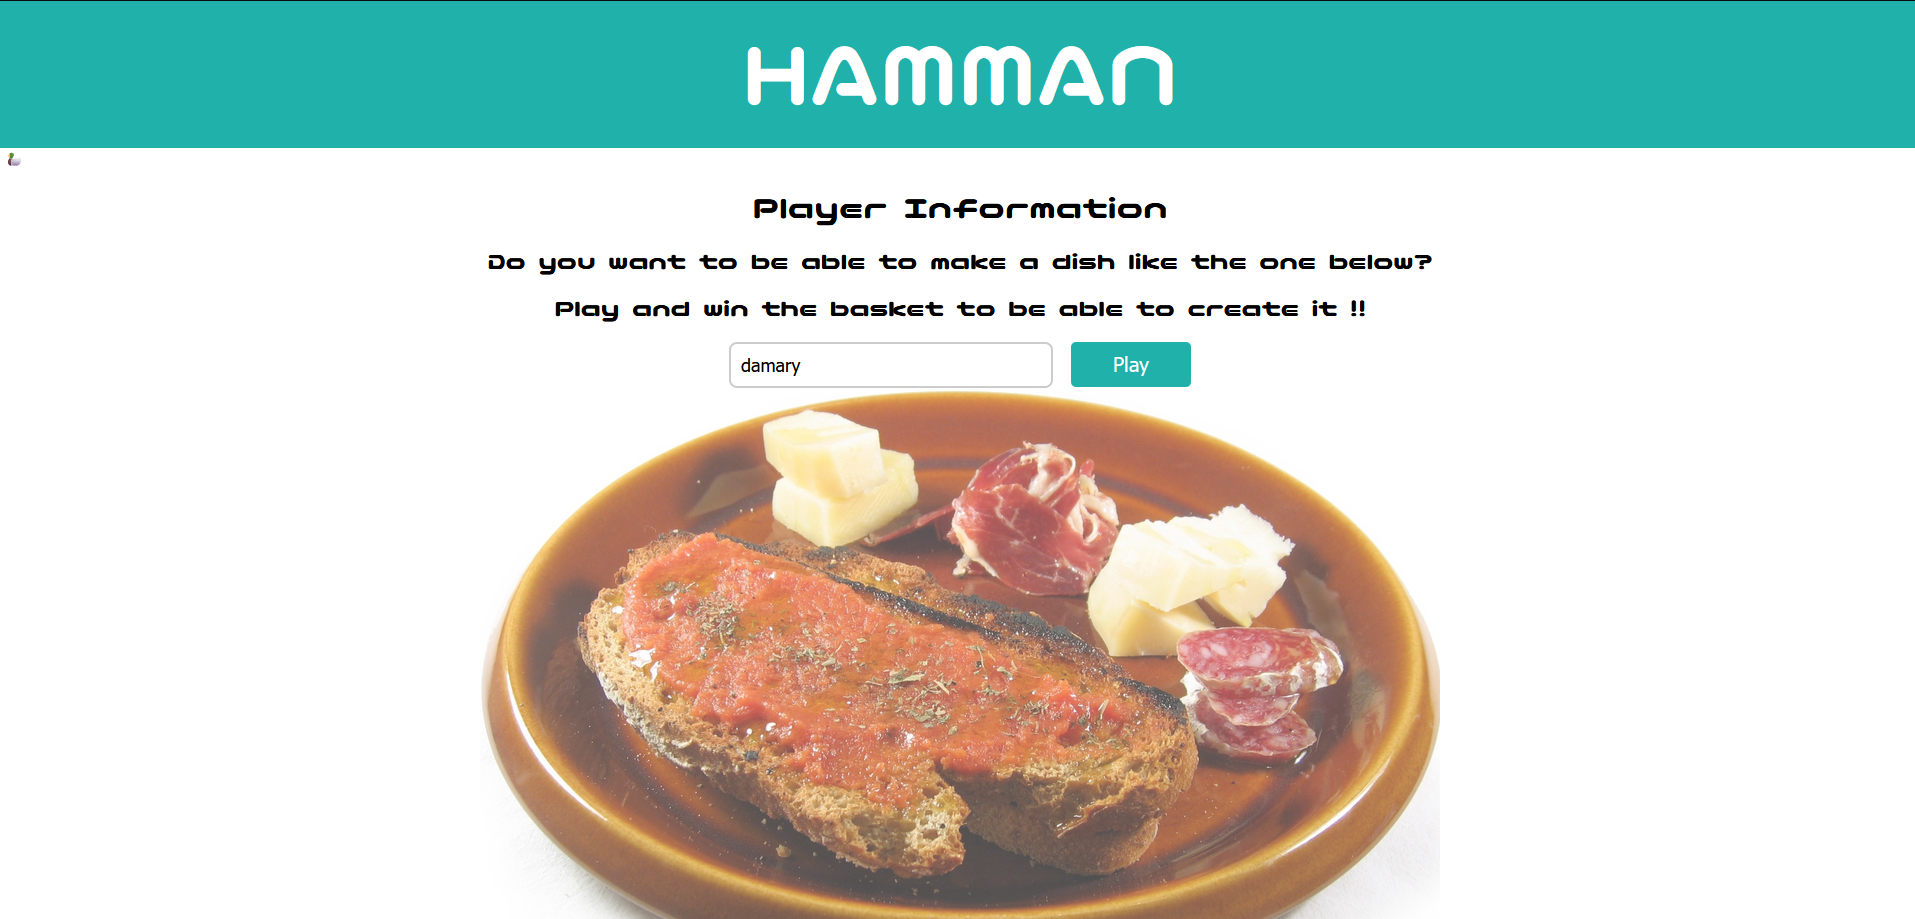 HAMMAN
Player Information
Do you want to be able to make a dish like the one below?
Play and win the basket to be able to create it !!
damary
Play